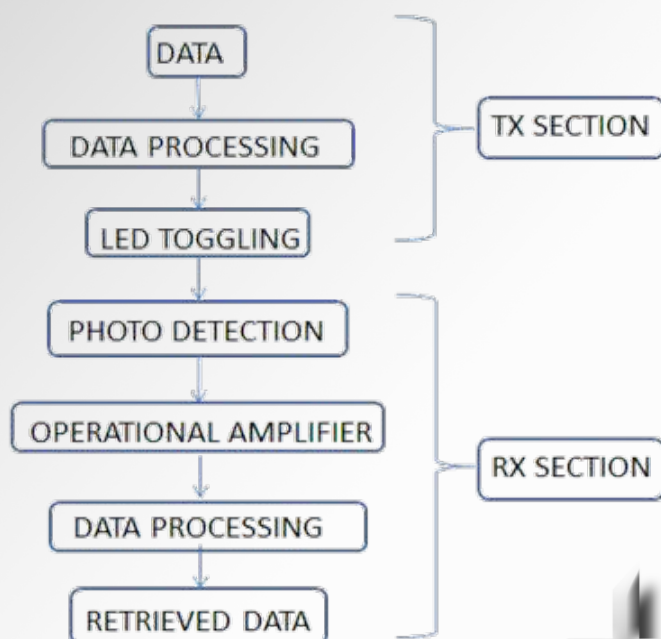 DATA
DATA PROCESSING
LED TOGGLING
TX SECTION
PHOTO DETECTION
OPERATIONAL AMPLIFIER
DATA PROCESSING
RETRIEVED DATA
RX SECTION